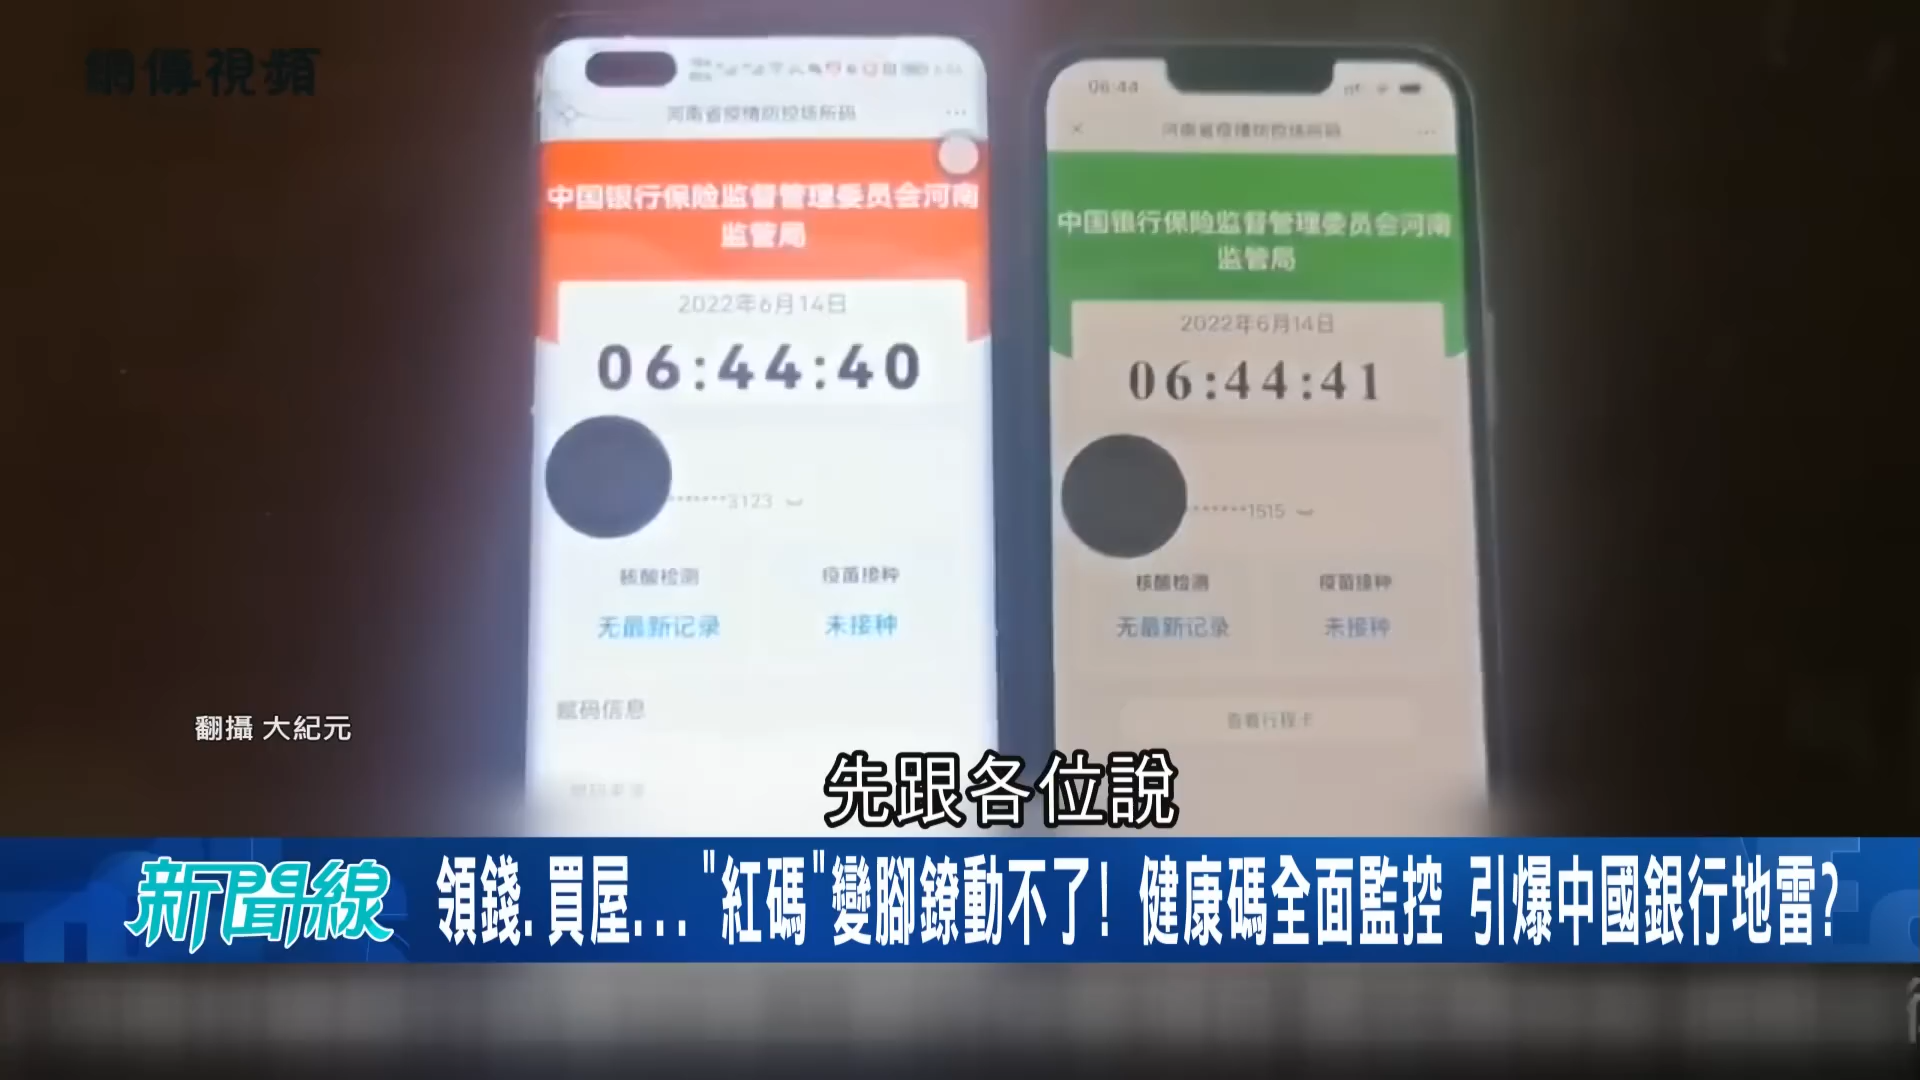 網傳視頻
河南省疫情防控场所码
中国银行保险监督管理委员会河南
监管局
2022年6月14日
06:44:40
*******3123
核酸检测 疫苗接种
无最新记录 未接种
赋码信息
06:44
河南省疫情防控场所码
中国银行保险监督管理委员会河南
监管局
2022年6月14日
06:44:41
*******1515
核酸检测 疫苗接种
无最新记录 未接种
查看行程卡
翻攝 大紀元
先跟各位說
新聞線
領錢.買屋..."紅碼"變腳鐐動不了! 健康碼全面監控 引爆中國銀行地雷?